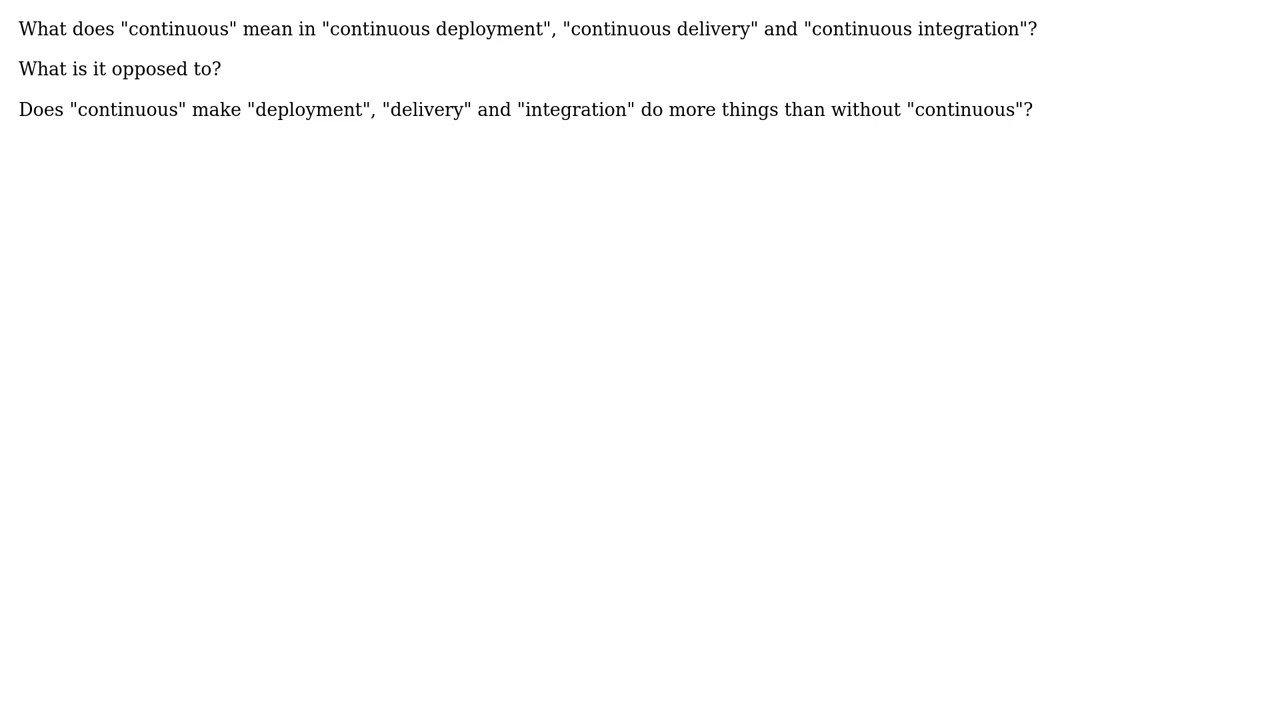 What does "continuous" mean in "continuous deployment", "continuous delivery" and "continuous integration"?
What is it opposed to?
Does "continuous" make "deployment", "delivery" and "integration" do more things than without "continuous"?